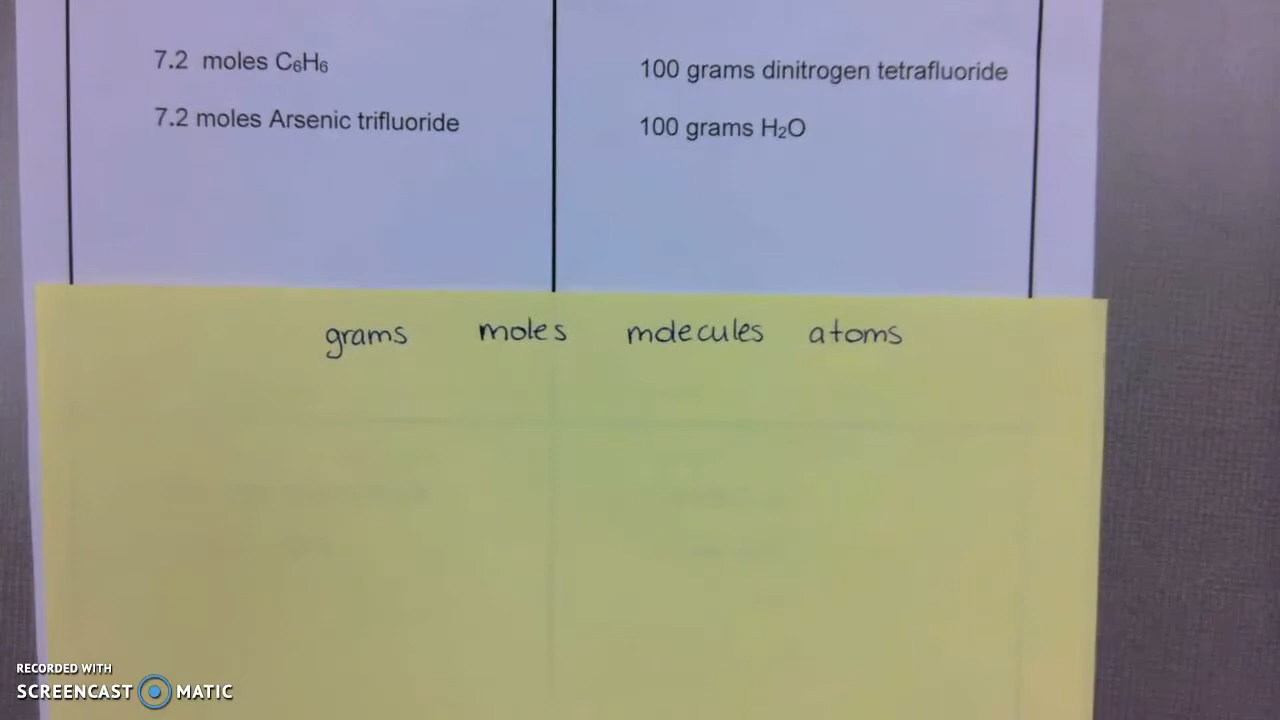 7.2 moles C₆H₆
7.2 moles Arsenic trifluoride
100 grams dinitrogen tetrafluoride
100 grams H₂O
grams moles molecules atoms
RECORDED WITH
SCREENCAST MATIC